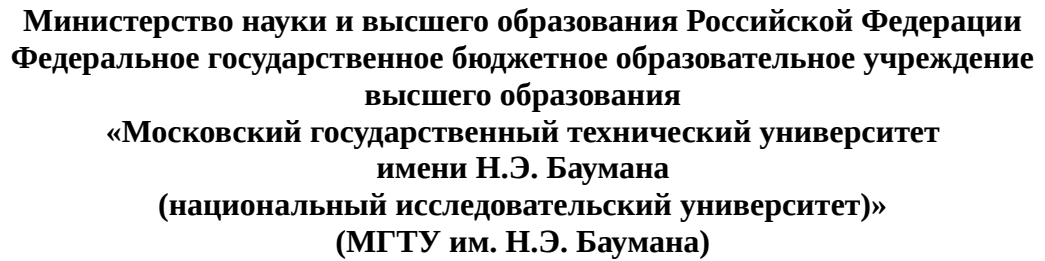 Министерство науки и высшего образования Российской Федерации
Федеральное государственное бюджетное образовательное учреждение
высшего образования
«Московский государственный технический университет
имени Н.Э. Баумана
(национальный исследовательский университет)»
(МГТУ им. Н.Э. Баумана)